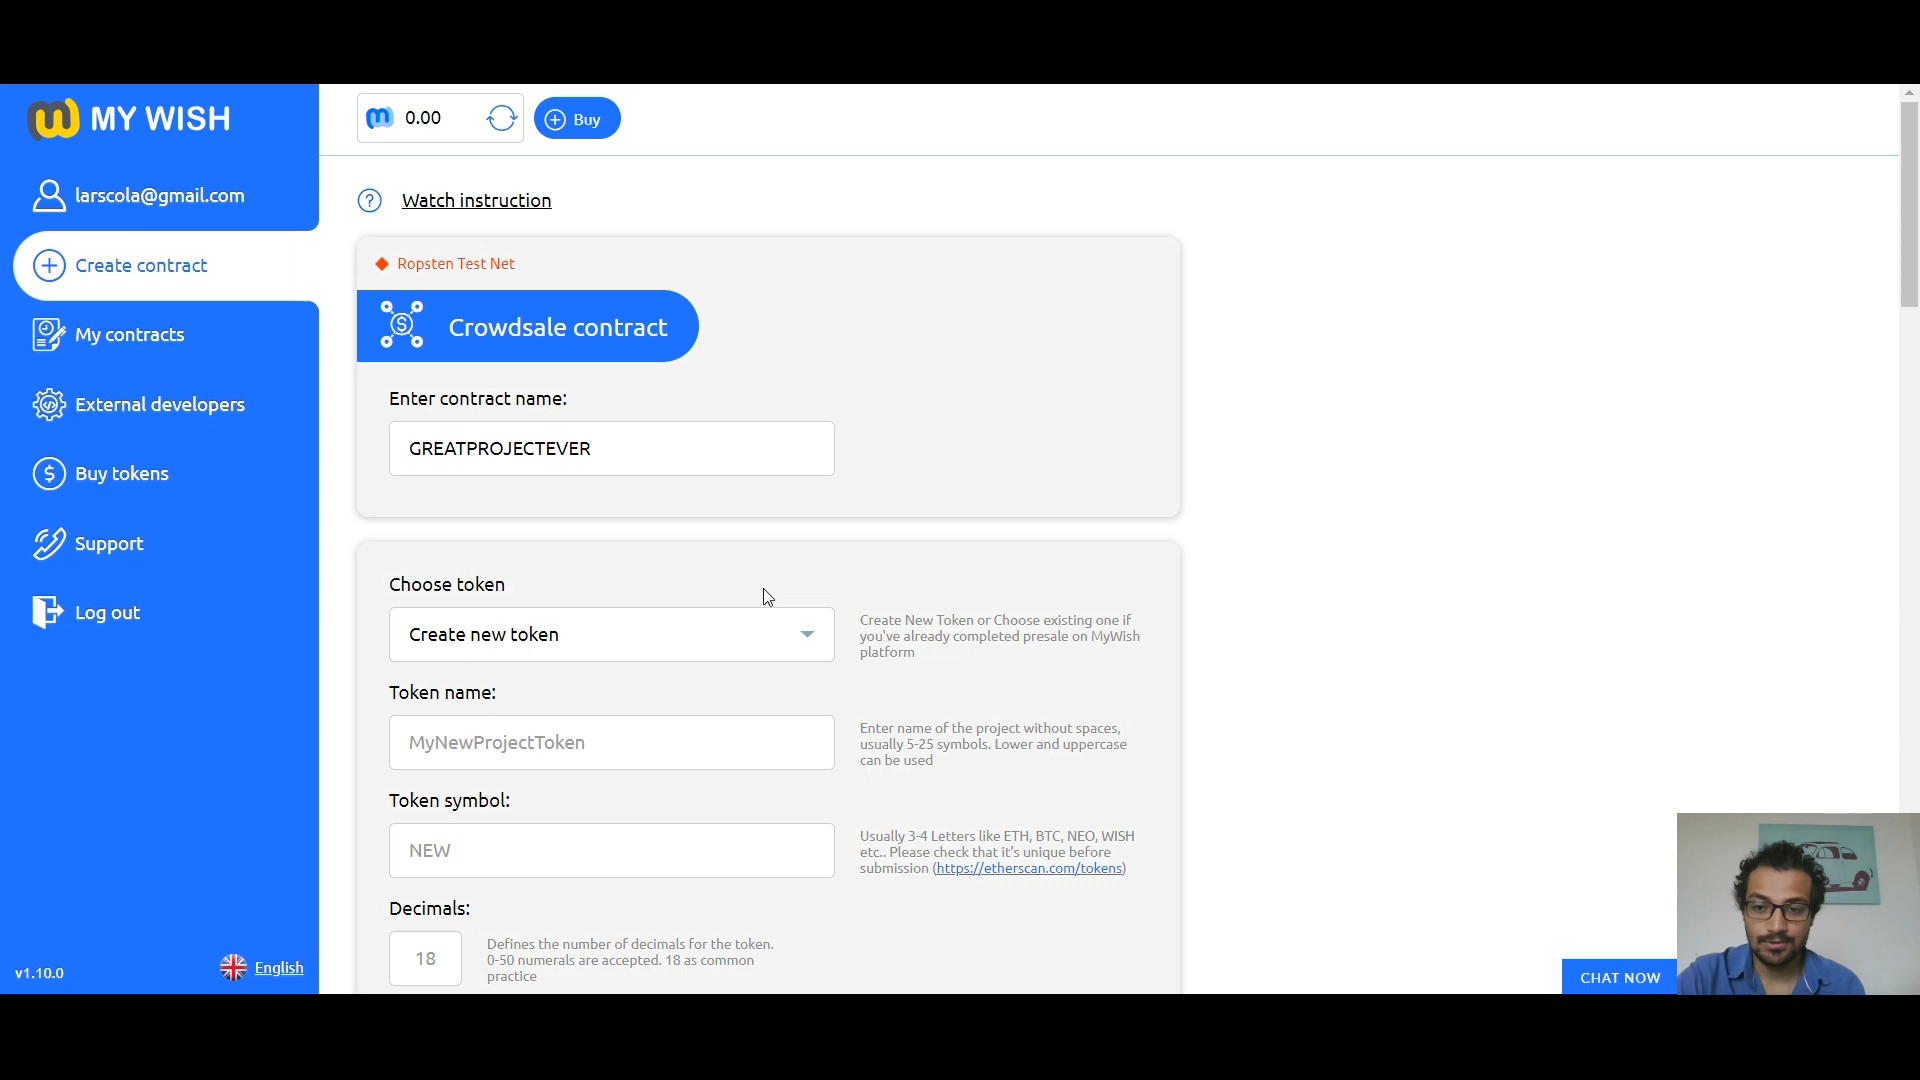 MY WISH
larscola@gmail.com
Create contract
My contracts
External developers
Buy tokens
Support
Log out
v1.10.0
English
0.00
Buy
Watch instruction
Ropsten Test Net
Crowdsale contract
Enter contract name:
GREATPROJECTEVER
Choose token
Create new token
Create New Token or Choose existing one if
you've already completed presale on MyWish
platform
Token name:
MyNewProjectToken
Enter name of the project without spaces,
usually 5-25 symbols. Lower and uppercase
can be used
Token symbol:
NEW
Usually 3-4 Letters like ETH, BTC, NEO, WISH
etc.. Please check that it's unique before
submission (https://etherscan.com/tokens)
Decimals:
18
Defines the number of decimals for the token.
0-50 numerals are accepted. 18 as common
practice
CHAT NOW